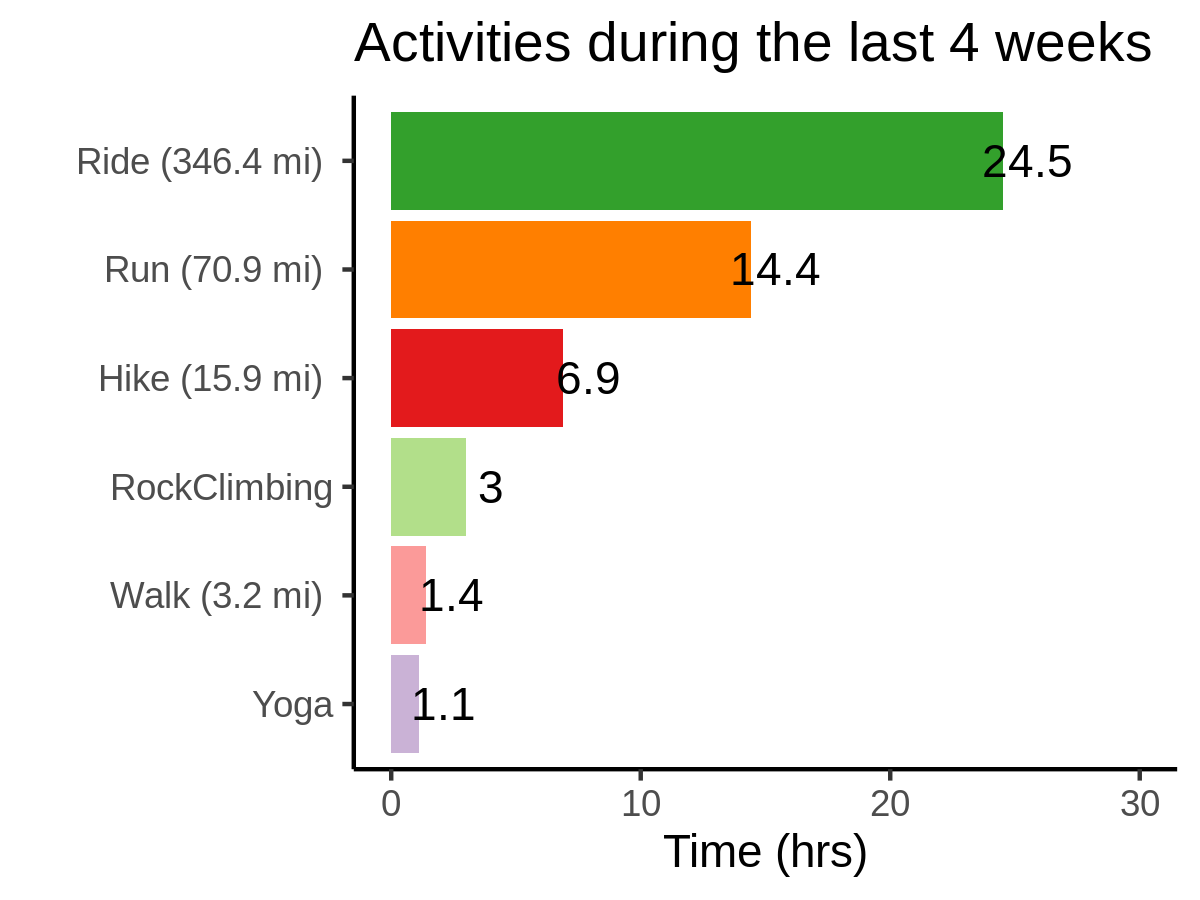 Activities during the last 4 weeks
Ride (346.4 mi) 24.5
Run (70.9 mi) 14.4
Hike (15.9 mi) 6.9
RockClimbing 3
Walk (3.2 mi) 1.4
Yoga 1.1
0 10 20 30
Time (hrs)